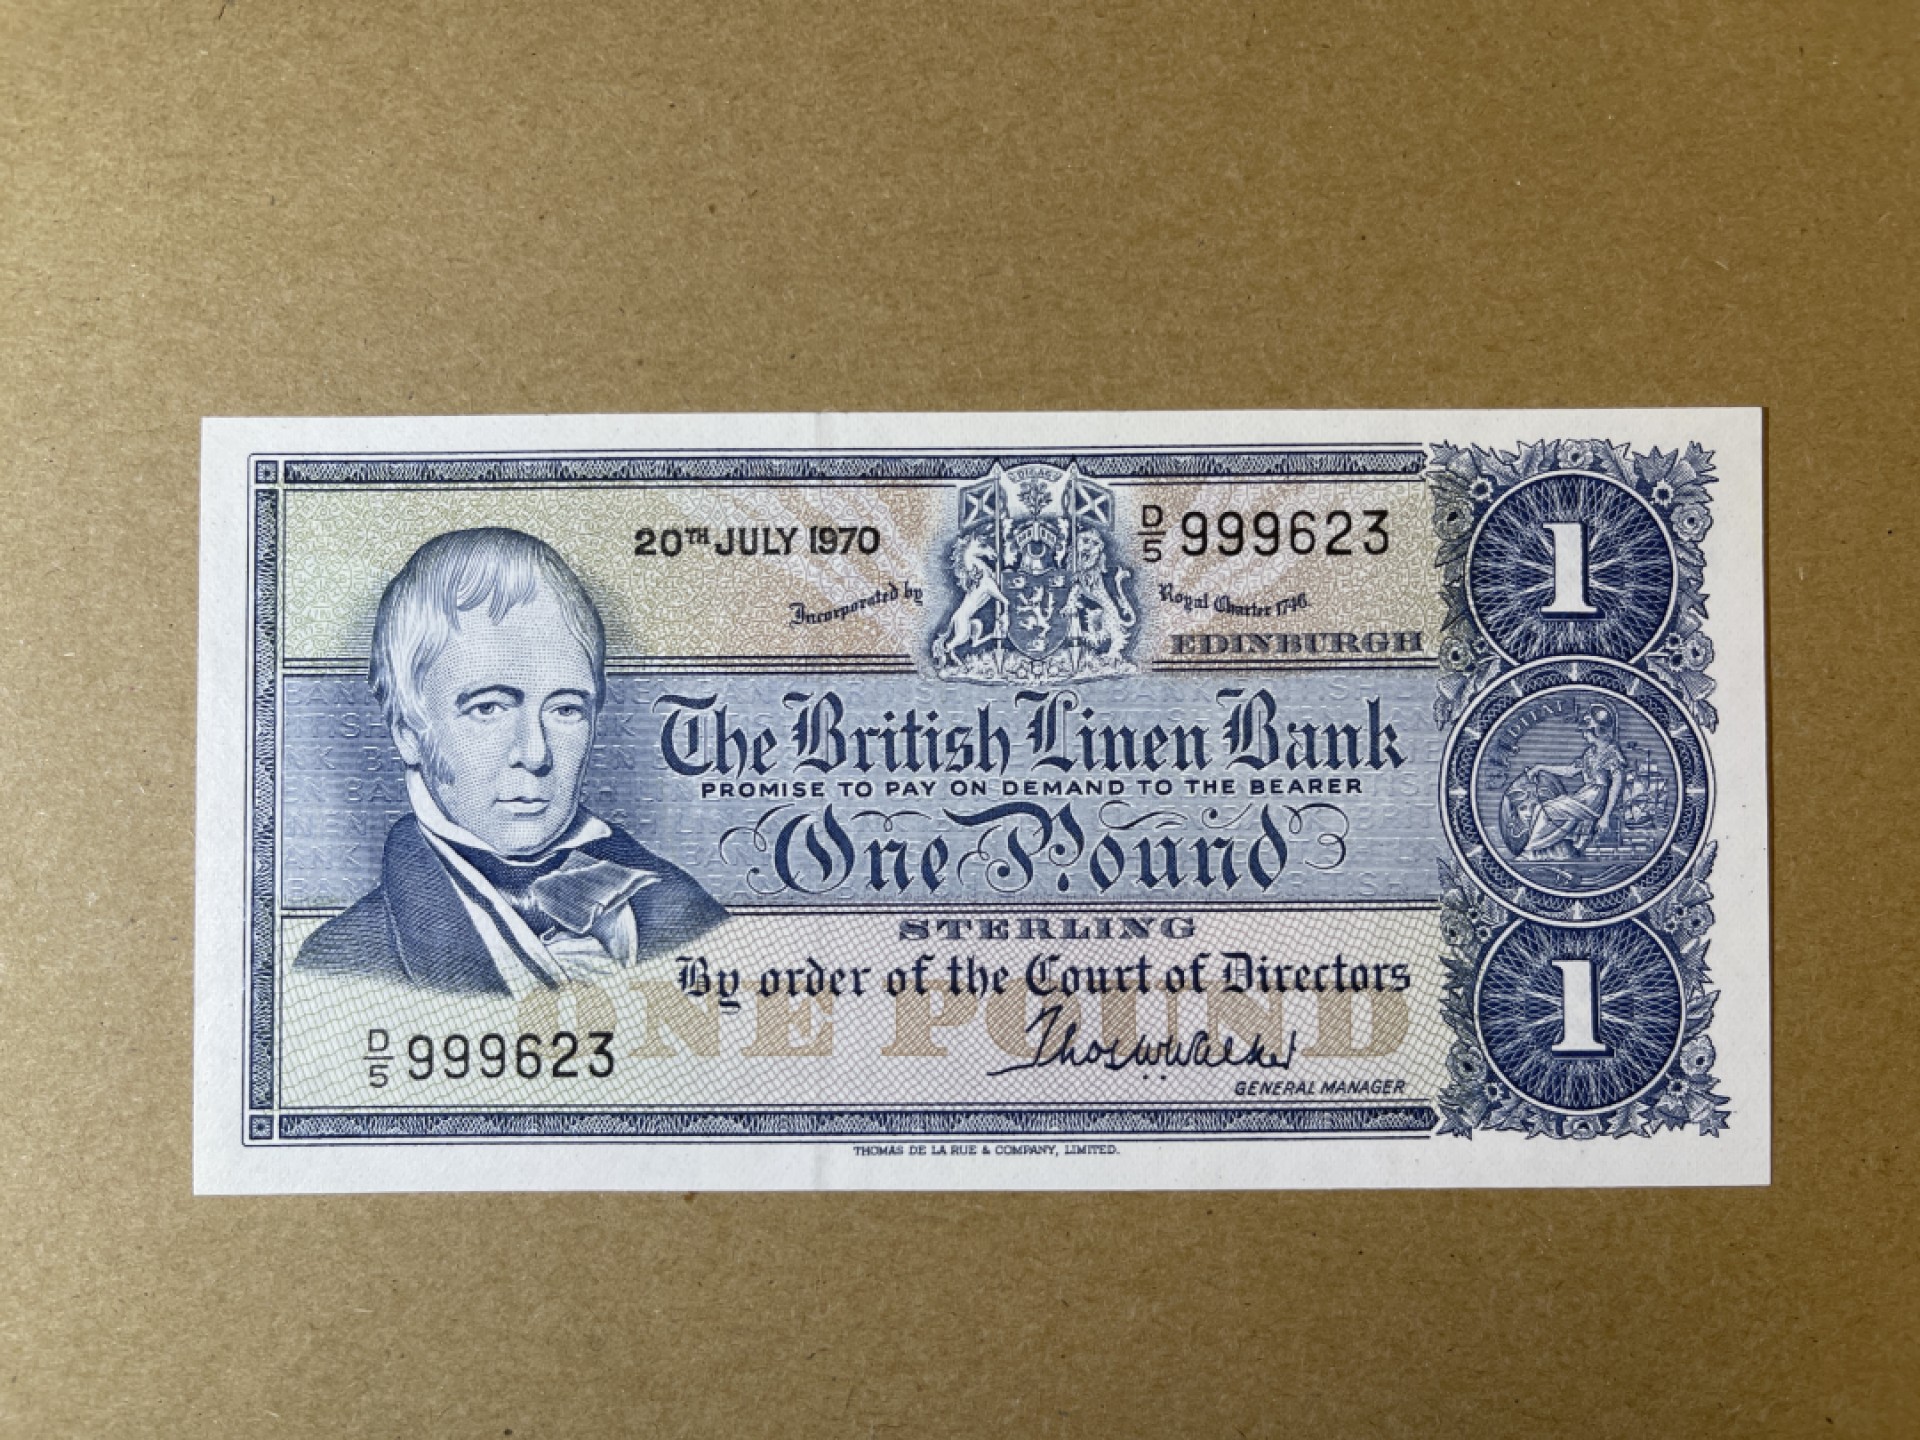 20TH JULY 1970
D/5 999623
Incorporated by
Royal Charter 1746.
EDINBURGH
The British Linen Bank
PROMISE TO PAY ON DEMAND TO THE BEARER
One Pound
STERLING
By order of the Court of Directors
ONE POUND
D/5 999623
Thos W Walker
GENERAL MANAGER
THOMAS DE LA RUE & COMPANY, LIMITED.
1
1